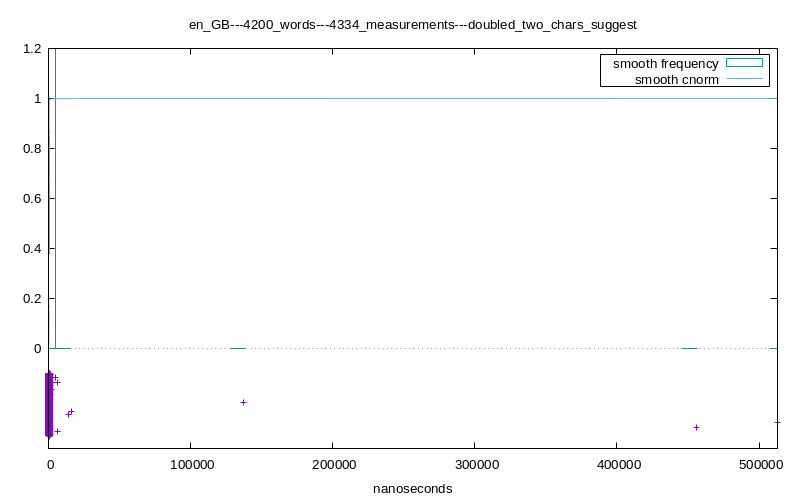 en_GB---4200_words---4334_measurements---doubled_two_chars_suggest
smooth frequency
smooth cnorm
1.2
1
0.8
0.6
0.4
0.2
0
0 100000 200000 300000 400000 500000
nanoseconds